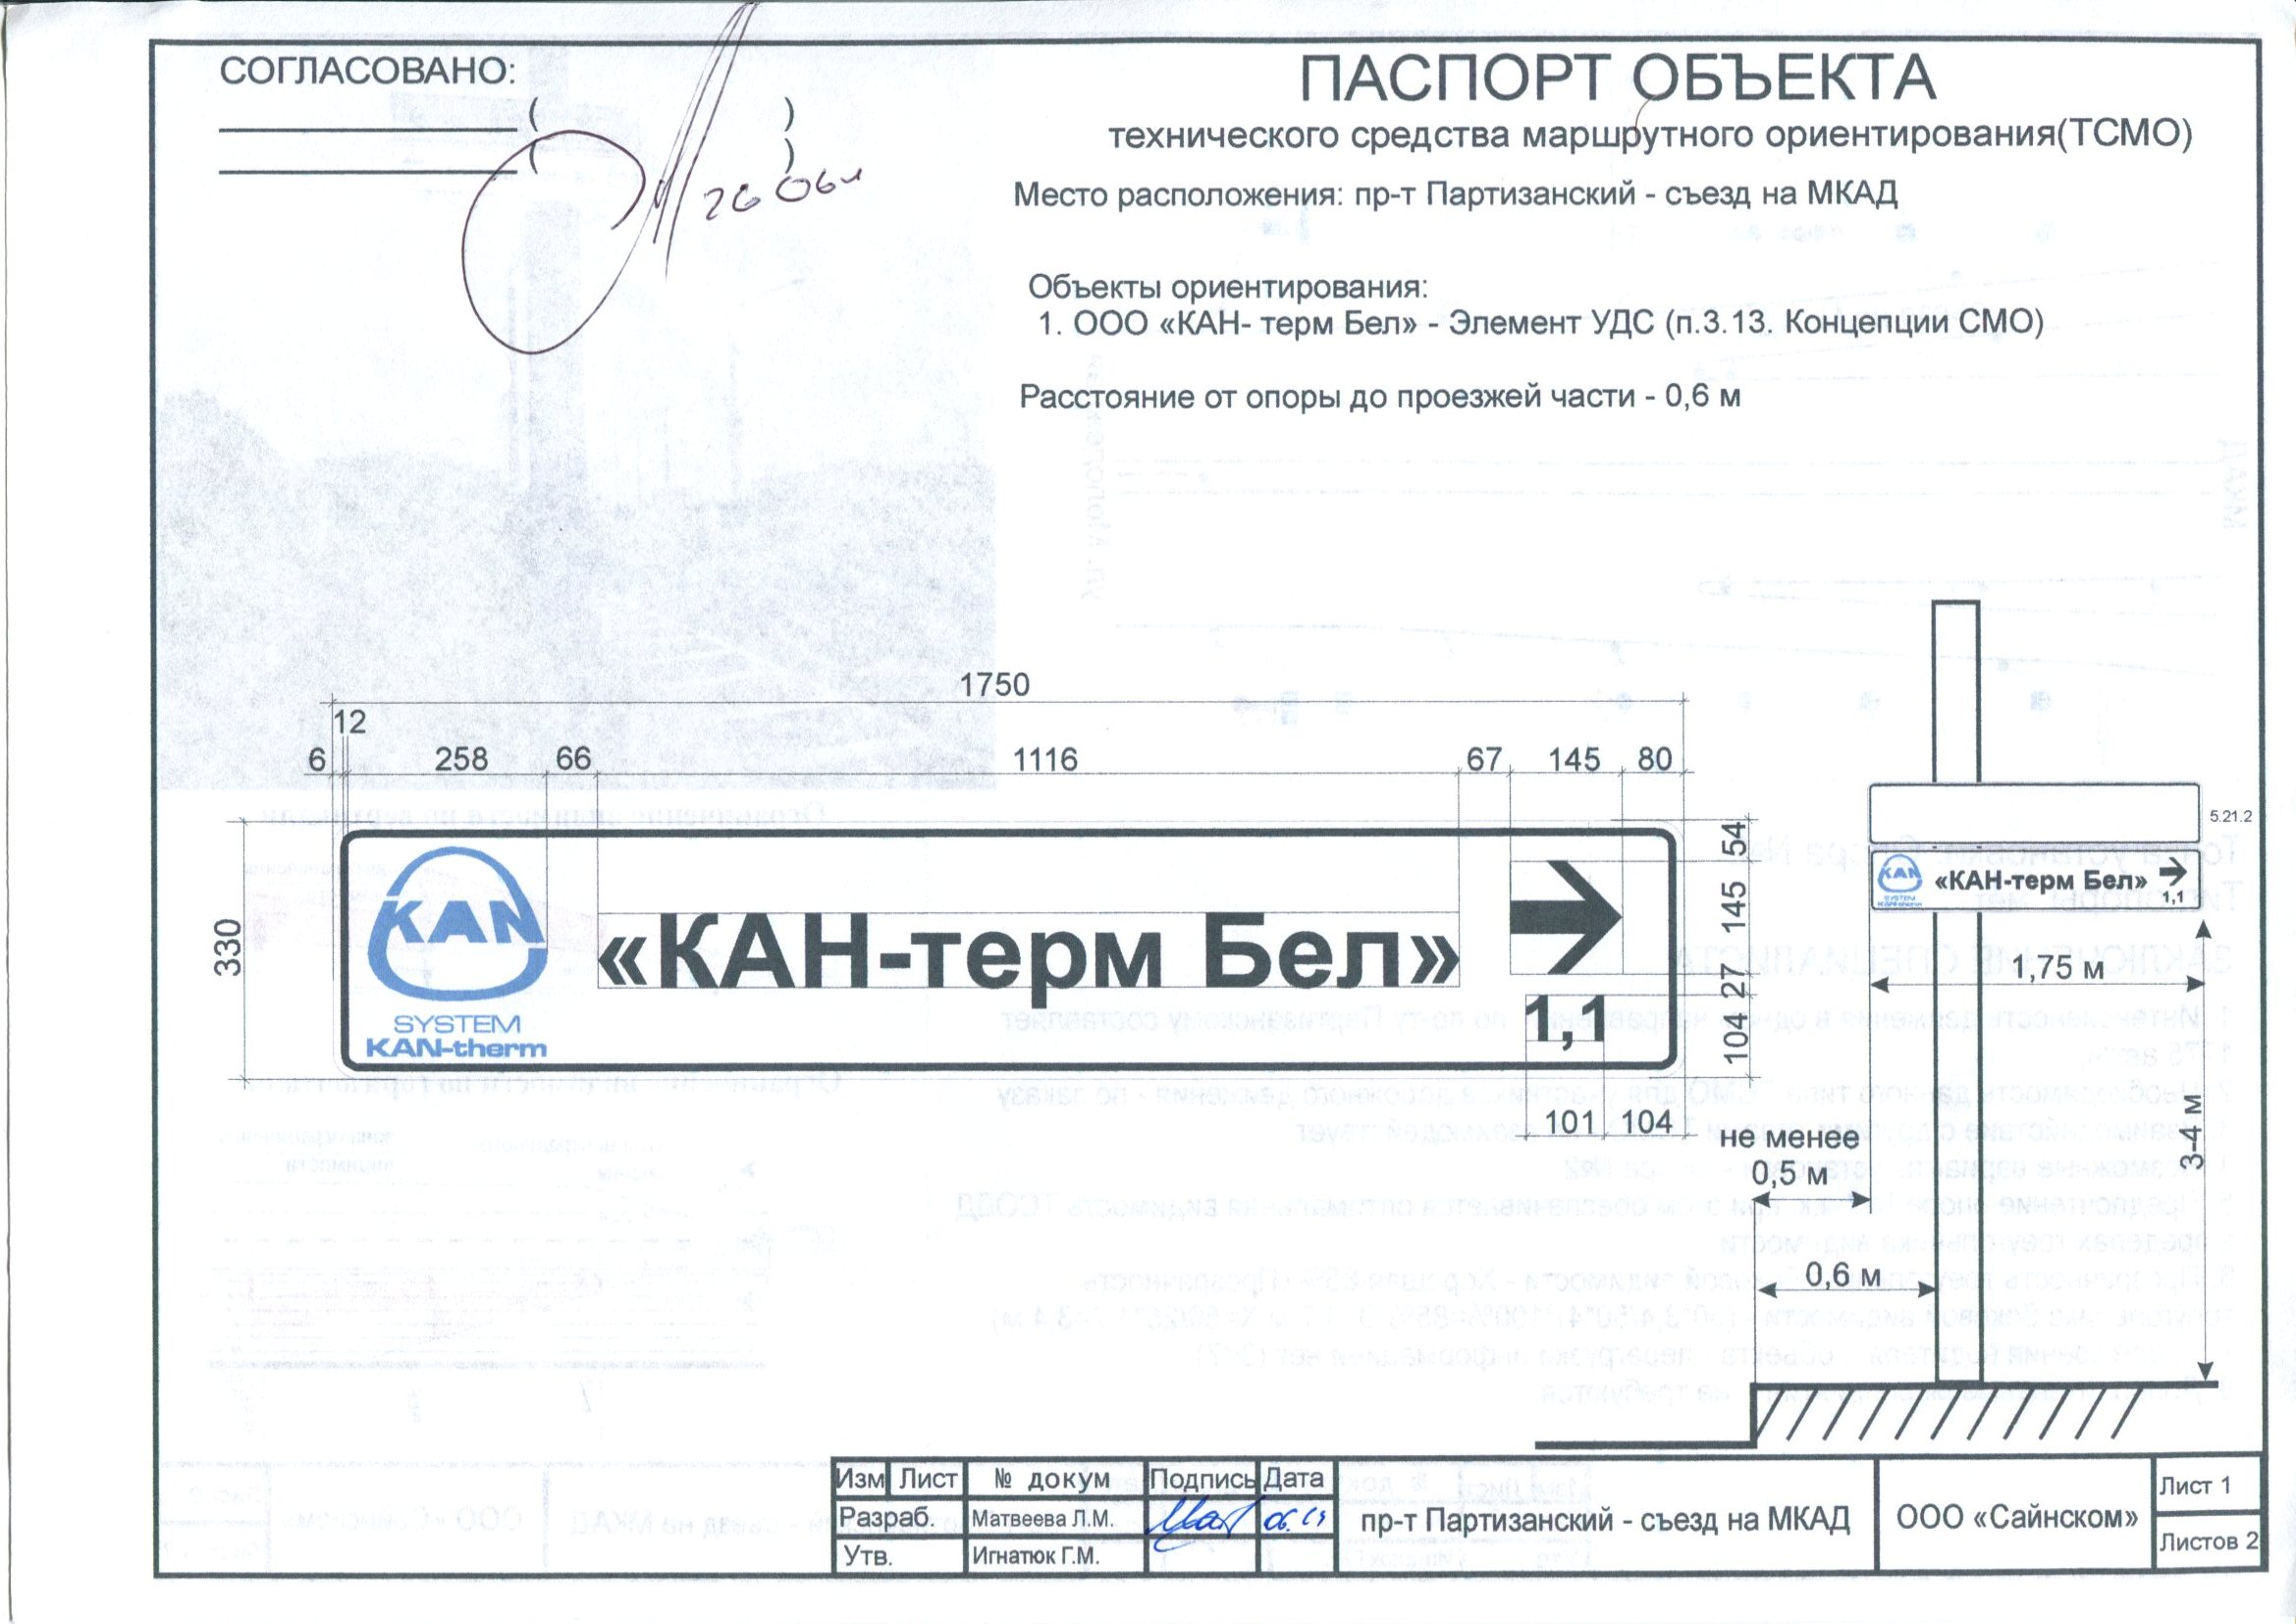 СОГЛАСОВАНО:
( )
( )
ПАСПОРТ ОБЪЕКТА
технического средства маршрутного ориентирования(ТСМО)
Место расположения: пр-т Партизанский - съезд на МКАД
Объекты ориентирования:
1. ООО «КАН- терм Бел» - Элемент УДС (п.3.13. Концепции СМО)
Расстояние от опоры до проезжей части - 0,6 м
1750
12
6 258 66 1116 67 145 80
330
KAN
SYSTEM
KAN-therm
«КАН-терм Бел»
1,1
54
145
27
104
101 104
5.21.2
KAN
SYSTEM
KAN-therm
«КАН-терм Бел»
1,1
1,75 м
3-4 м
не менее
0,5 м
0,6 м
Изм Лист № докум Подпись Дата
Разраб. Матвеева Л.М.
Утв. Игнатюк Г.М.
пр-т Партизанский - съезд на МКАД
ООО «Сайнском»
Лист 1
Листов 2